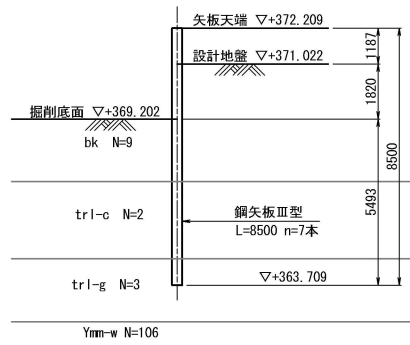 矢板天端 ▽+372.209
設計地盤 ▽+371.022
掘削底面 ▽+369.202
bk N=9
trl-c N=2
鋼矢板Ⅲ型
L=8500 n=7本
trl-g N=3
▽+363.709
Ymm-w N=106
1187
1820
5493
8500